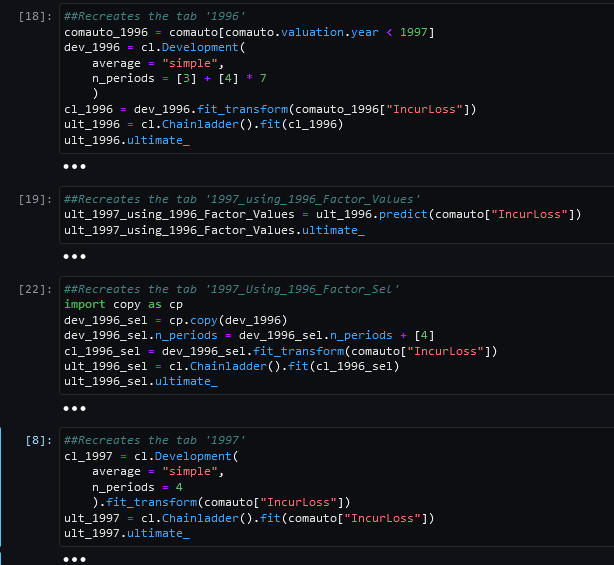 [18]: ##Recreates the tab '1996'
comauto_1996 = comauto[comauto.valuation.year < 1997]
dev_1996 = cl.Development(
    average = "simple",
    n_periods = [3] + [4] * 7
    )
cl_1996 = dev_1996.fit_transform(comauto_1996["IncurLoss"])
ult_1996 = cl.Chainladder().fit(cl_1996)
ult_1996.ultimate_
•••
[19]: ##Recreates the tab '1997_using_1996_Factor_Values'
ult_1997_using_1996_Factor_Values = ult_1996.predict(comauto["IncurLoss"])
ult_1997_using_1996_Factor_Values.ultimate_
•••
[22]: ##Recreates the tab '1997_Using_1996_Factor_Sel'
import copy as cp
dev_1996_sel = cp.copy(dev_1996)
dev_1996_sel.n_periods = dev_1996_sel.n_periods + [4]
cl_1996_sel = dev_1996_sel.fit_transform(comauto["IncurLoss"])
ult_1996_sel = cl.Chainladder().fit(cl_1996_sel)
ult_1996_sel.ultimate_
•••
[8]: ##Recreates the tab '1997'
cl_1997 = cl.Development(
    average = "simple",
    n_periods = 4
    ).fit_transform(comauto["IncurLoss"])
ult_1997 = cl.Chainladder().fit(comauto["IncurLoss"])
ult_1997.ultimate_
•••